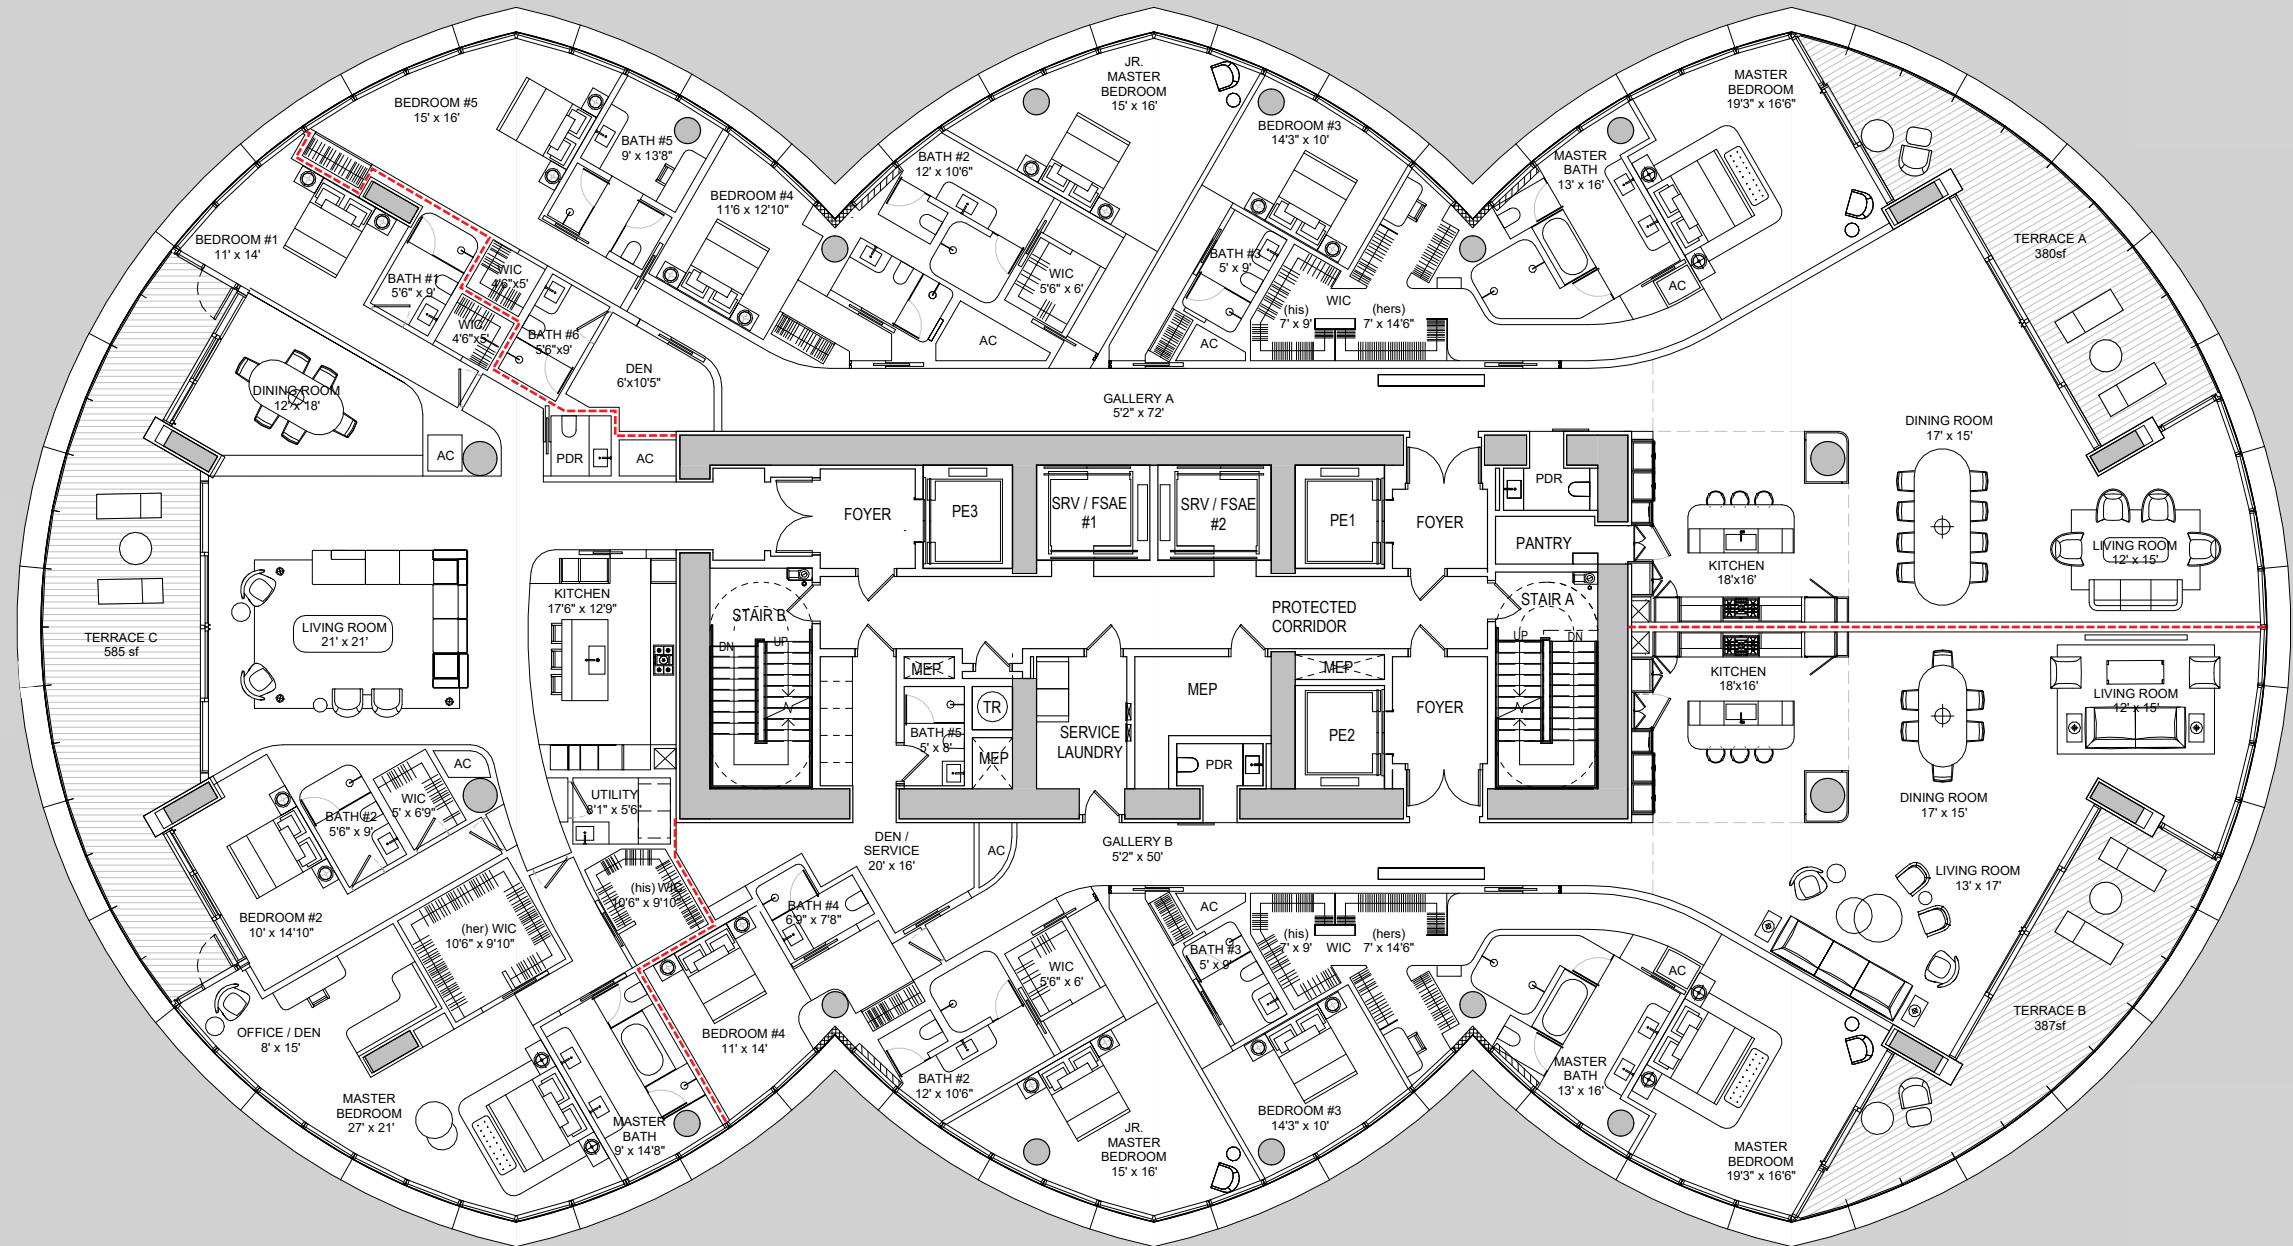 JR.
MASTER
BEDROOM
15' x 16'
MASTER
BEDROOM
19'3" x 16'6"
BEDROOM #5
15' x 16'
BATH #5
9' x 13'8"
BEDROOM #3
14'3" x 10'
BATH #2
12' x 10'6"
MASTER
BATH
13' x 16'
BEDROOM #4
11'6 x 12'10"
BEDROOM #1
11' x 14'
TERRACE A
380sf
BATH #1
5'6" x 9'
WIC
4'6"x5'
WIC
5'6" x 6'
BATH #3
5' x 9'
AC
WIC
(his)
7' x 9'
(hers)
7' x 14'6"
WIC
4'6"x5'
BATH #6
5'6"x9'
AC
AC
DEN
6'x10'5"
DINING ROOM
12' x 18'
GALLERY A
5'2" x 72'
DINING ROOM
17' x 15'
AC
PDR
AC
PDR
FOYER
PE3
SRV / FSAE
#1
SRV / FSAE
#2
PE1
FOYER
PANTRY
LIVING ROOM
12' x 15'
KITCHEN
18'x16'
KITCHEN
17'6" x 12'9"
STAIR B
DN
UP
PROTECTED
CORRIDOR
STAIR A
UP
DN
LIVING ROOM
21' x 21'
TERRACE C
585 sf
MEP
MEP
MEP
KITCHEN
18'x16'
LIVING ROOM
12' x 15'
TR
FOYER
BATH #5
5' x 8'
SERVICE
LAUNDRY
PE2
MEP
PDR
AC
UTILITY
8'1" x 5'6"
WIC
5' x 6'9"
BATH #2
5'6" x 9'
DINING ROOM
17' x 15'
DEN /
SERVICE
20' x 16'
AC
GALLERY B
5'2" x 50'
LIVING ROOM
13' x 17'
(his) WIC
10'6" x 9'10"
BATH #4
6'9" x 7'8"
AC
BEDROOM #2
10' x 14'10"
(her) WIC
10'6" x 9'10"
(his)
7' x 9'
WIC
(hers)
7' x 14'6"
BATH #3
5' x 9'
WIC
5'6" x 6'
AC
TERRACE B
387sf
OFFICE / DEN
8' x 15'
BEDROOM #4
11' x 14'
BATH #2
12' x 10'6"
MASTER
BATH
13' x 16'
MASTER
BEDROOM
27' x 21'
MASTER
BATH
9' x 14'8"
BEDROOM #3
14'3" x 10'
JR.
MASTER
BEDROOM
15' x 16'
MASTER
BEDROOM
19'3" x 16'6"